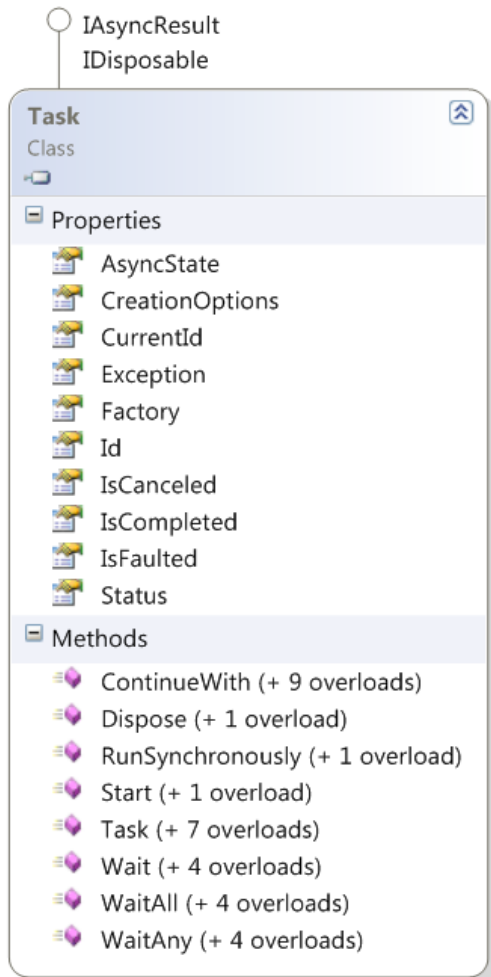 IAsyncResult
IDisposable
Task
Class
Properties
AsyncState
CreationOptions
CurrentId
Exception
Factory
Id
IsCanceled
IsCompleted
IsFaulted
Status
Methods
ContinueWith (+ 9 overloads)
Dispose (+ 1 overload)
RunSynchronously (+ 1 overload)
Start (+ 1 overload)
Task (+ 7 overloads)
Wait (+ 4 overloads)
WaitAll (+ 4 overloads)
WaitAny (+ 4 overloads)